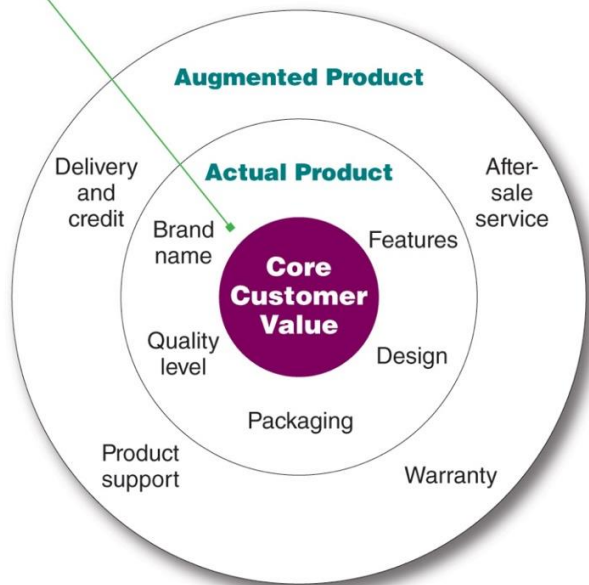 Augmented Product
Delivery
and
credit
After-
sale
service
Actual Product
Brand
name
Features
Core
Customer
Value
Quality
level
Design
Packaging
Product
support
Warranty